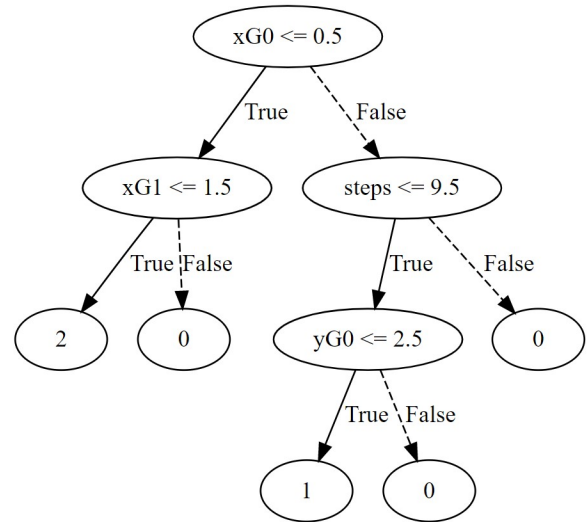 xG0 <= 0.5
True
False
xG1 <= 1.5
steps <= 9.5
True
False
True
False
2
0
yG0 <= 2.5
0
True
False
1
0